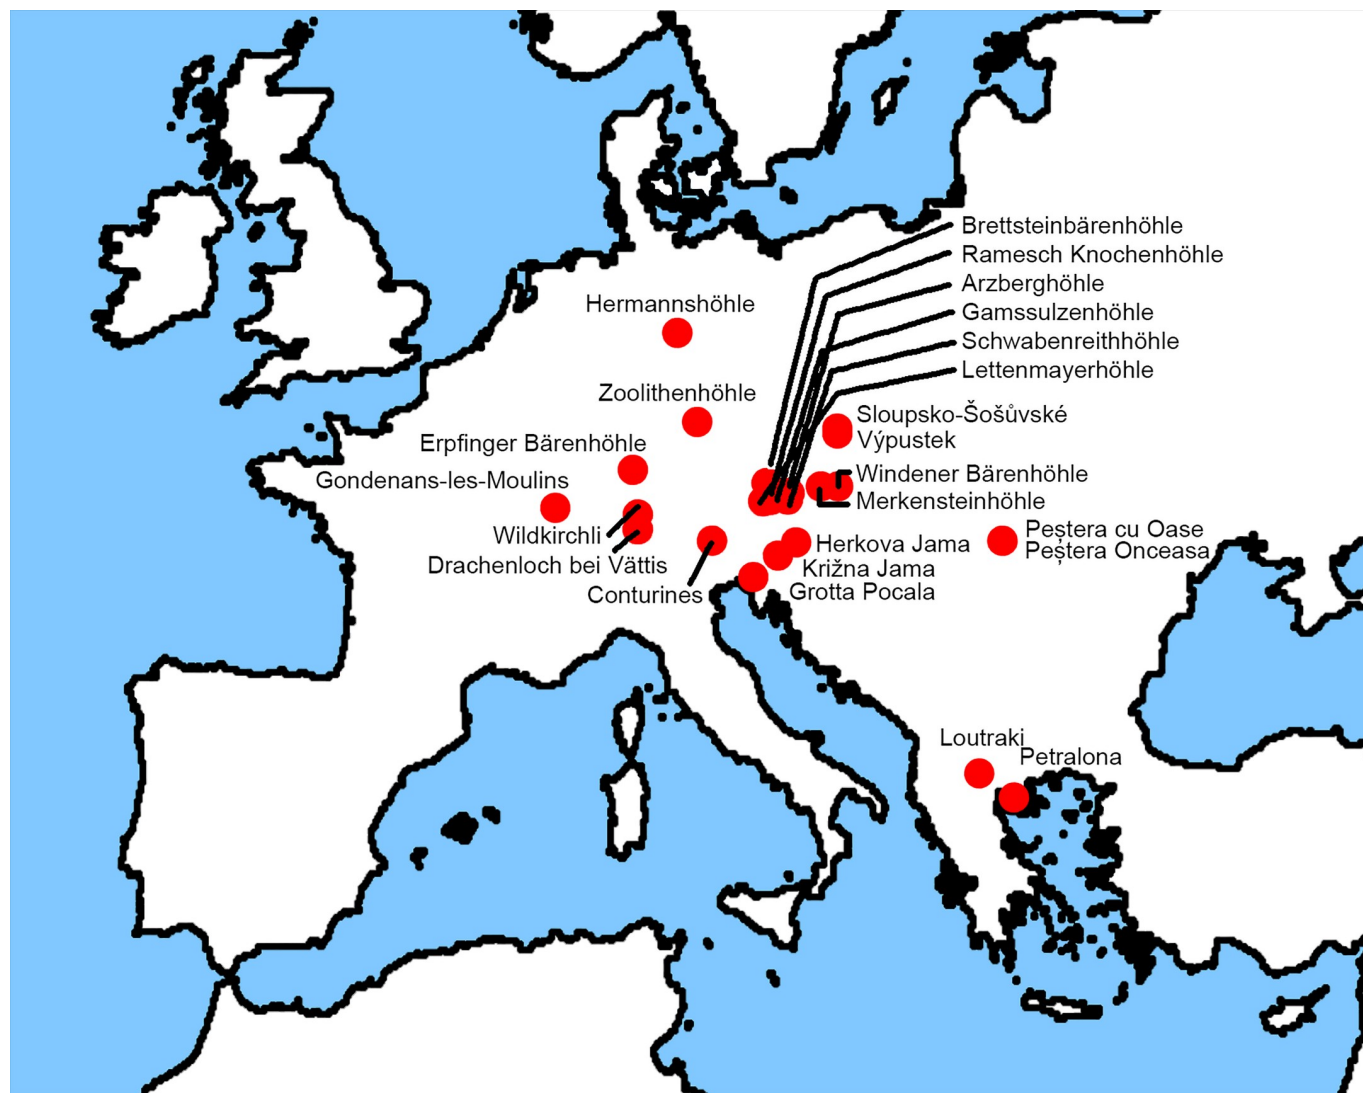 Brettsteinbärenhöhle
Ramesch Knochenhöhle
Arzberghöhle
Gamssulzenhöhle
Schwabenreithhöhle
Lettenmayerhöhle
Hermannshöhle
Zoolithenhöhle
Sloupsko-Šošůvské
Výpustek
Erpfinger Bärenhöhle
Gondenans-les-Moulins
Windener Bärenhöhle
Merkensteinhöhle
Wildkirchli
Drachenloch bei Vättis
Conturines
Herkova Jama
Križna Jama
Grotta Pocala
Peștera cu Oase
Peștera Onceasa
Loutraki
Petralona